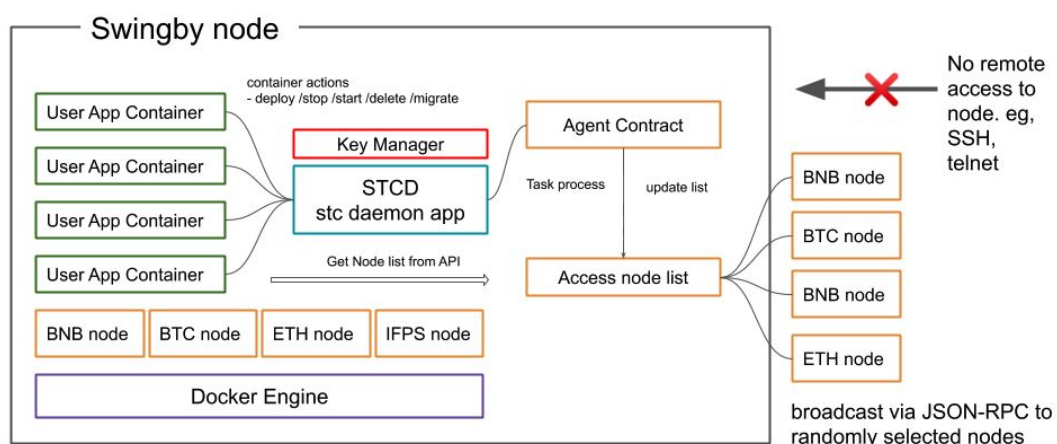 Swingby node
container actions
- deploy /stop /start /delete /migrate
User App Container
User App Container
User App Container
User App Container
Key Manager
STCD
stc daemon app
Get Node list from API
Agent Contract
Task process
update list
Access node list
BNB node
BTC node
ETH node
IFPS node
Docker Engine
No remote
access to
node. eg,
SSH,
telnet
BNB node
BTC node
BNB node
ETH node
broadcast via JSON-RPC to
randomly selected nodes